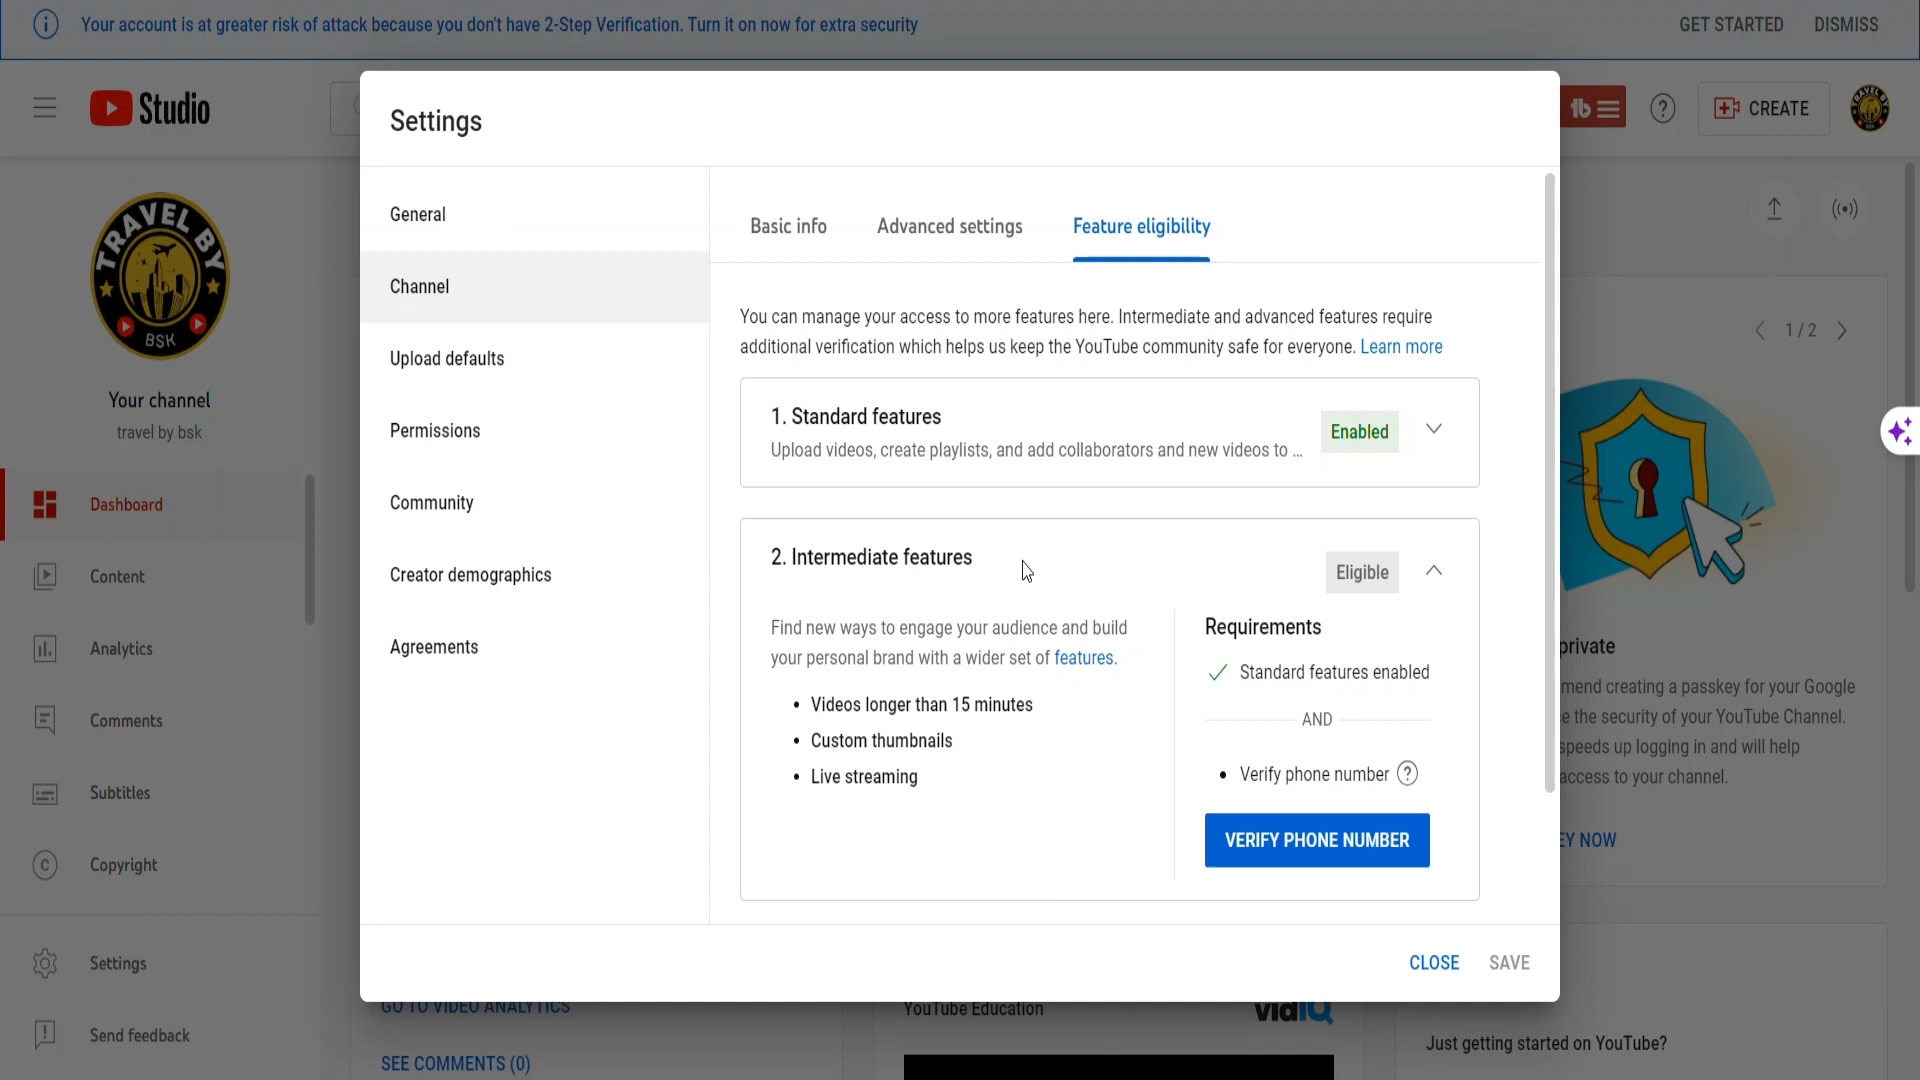 Your account is at greater risk of attack because you don't have 2-Step Verification. Turn it on now for extra security
GET STARTED
DISMISS
Studio
CREATE
Settings
General
Channel
Upload defaults
Permissions
Community
Creator demographics
Agreements
Basic info
Advanced settings
Feature eligibility
You can manage your access to more features here. Intermediate and advanced features require
additional verification which helps us keep the YouTube community safe for everyone. Learn more
1. Standard features
Upload videos, create playlists, and add collaborators and new videos to ...
Enabled
2. Intermediate features
Eligible
Find new ways to engage your audience and build
your personal brand with a wider set of features.
• Videos longer than 15 minutes
• Custom thumbnails
• Live streaming
Requirements
Standard features enabled
AND
• Verify phone number
VERIFY PHONE NUMBER
CLOSE
SAVE
TRAVEL BY
BSK
Your channel
travel by bsk
Dashboard
Content
Analytics
Comments
Subtitles
Copyright
Settings
Send feedback
1 / 2
private
mend creating a passkey for your Google
e the security of your YouTube Channel.
speeds up logging in and will help
access to your channel.
EY NOW
GO TO VIDEO ANALYTICS
SEE COMMENTS (0)
YouTube Education
vidIQ
Just getting started on YouTube?